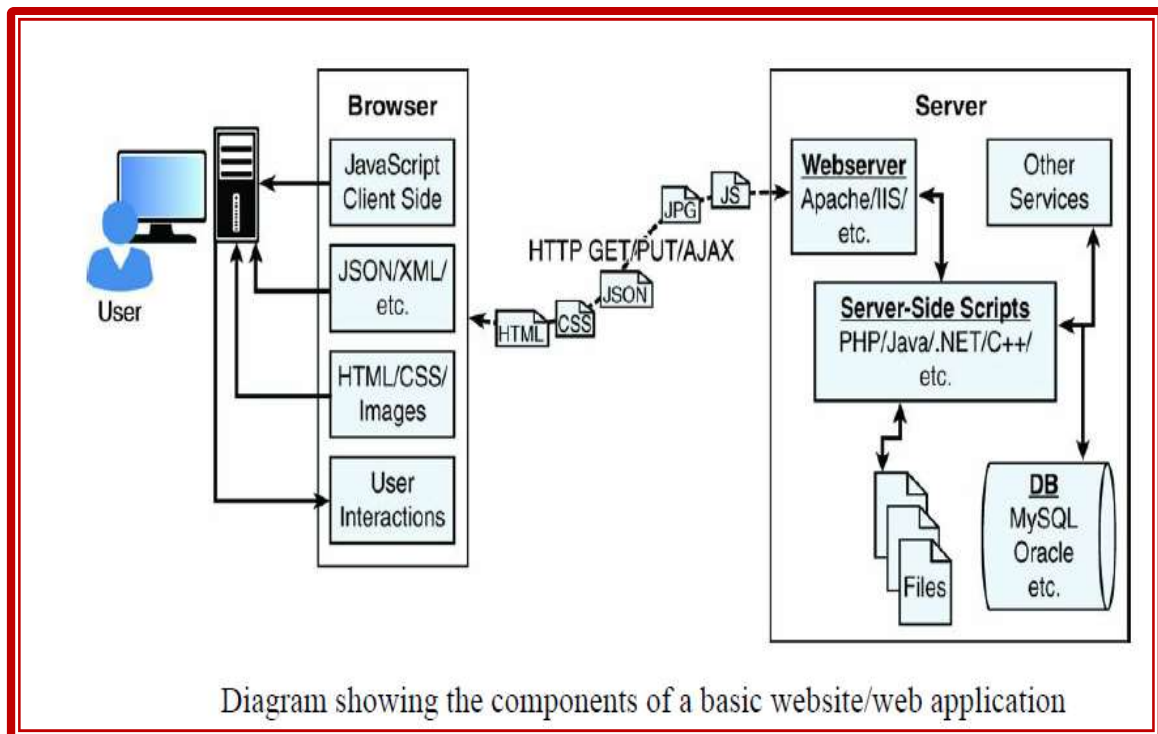 User
Browser
JavaScript
Client Side
JSON/XML/
etc.
HTML/CSS/
Images
User
Interactions
HTML
CSS
JSON
HTTP GET/PUT/AJAX
JPG
JS
Server
Webserver
Apache/IIS/
etc.
Other
Services
Server-Side Scripts
PHP/Java/.NET/C++/
etc.
Files
DB
MySQL
Oracle
etc.
Diagram showing the components of a basic website/web application